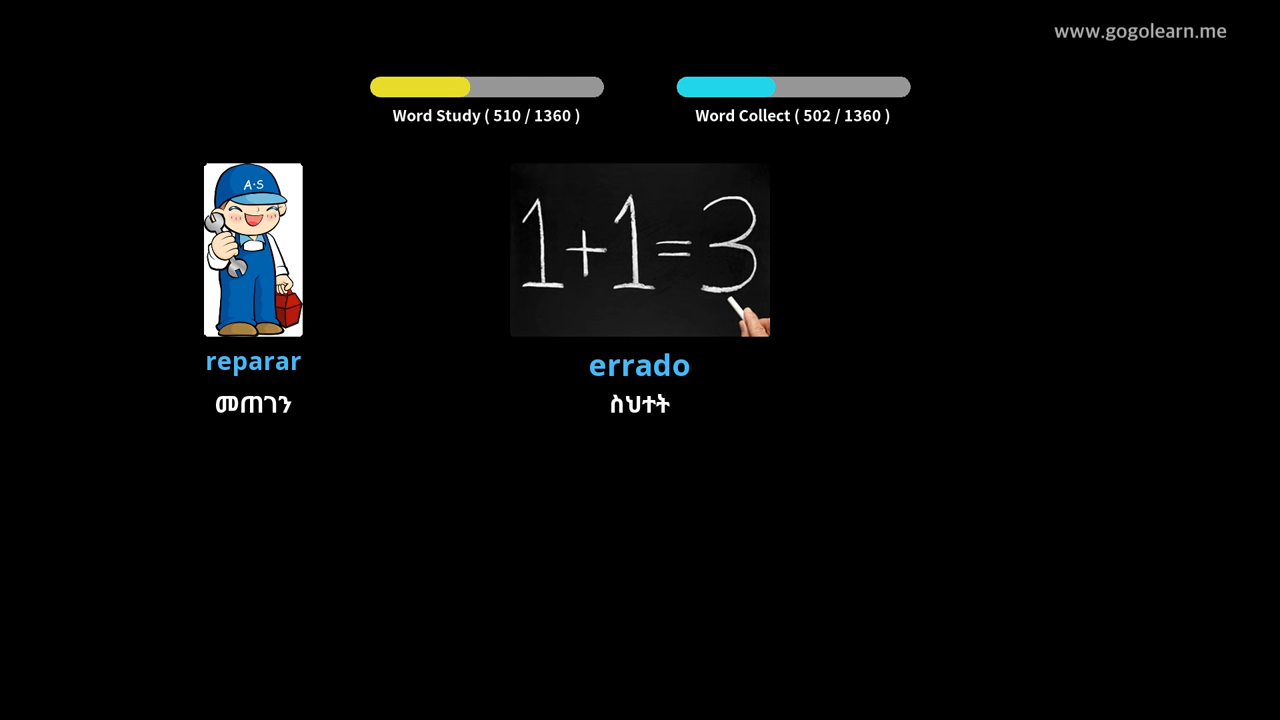 www.gogolearn.me
Word Study ( 510 / 1360 )
Word Collect ( 502 / 1360 )
A·S
1+1=3
reparar
errado
መጠገን
ስህተት